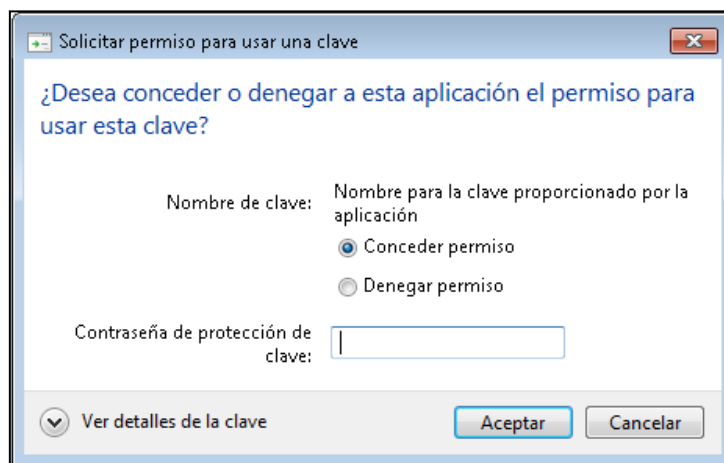 Solicitar permiso para usar una clave
¿Desea conceder o denegar a esta aplicación el permiso para
usar esta clave?
Nombre de clave:
Nombre para la clave proporcionado por la
aplicación
Conceder permiso
Denegar permiso
Contraseña de protección de
clave:
Ver detalles de la clave
Aceptar
Cancelar